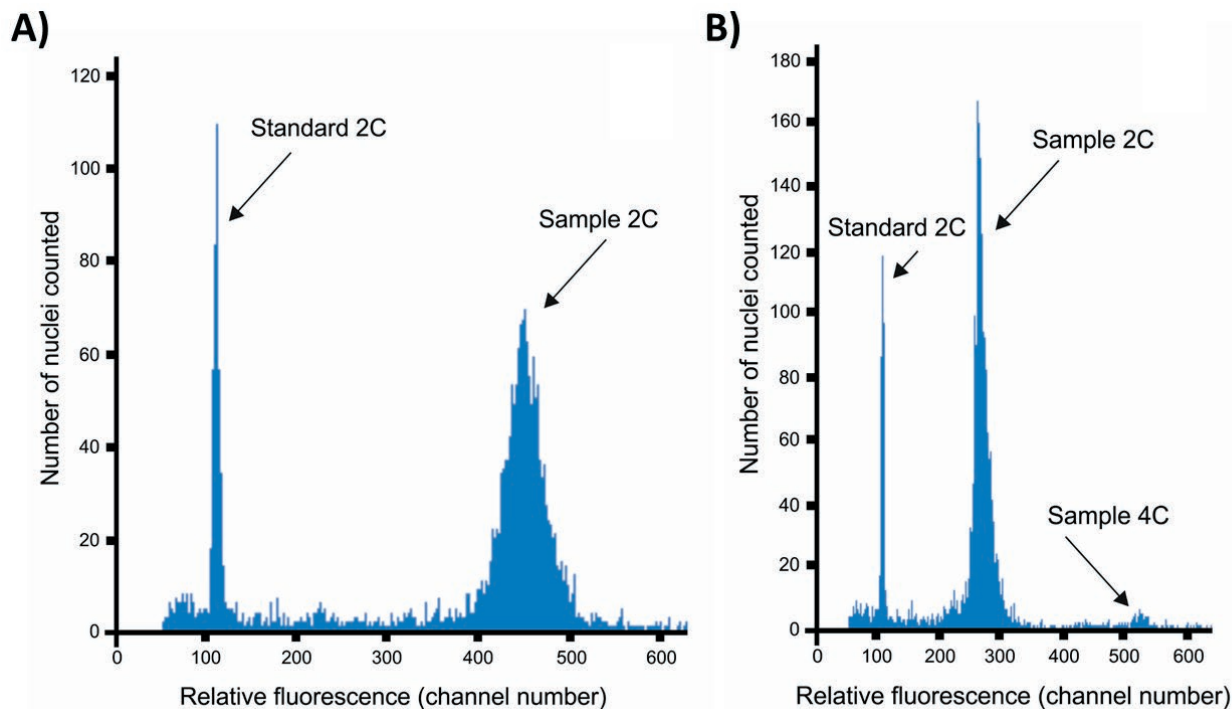 A)
120
100
80
60
40
20
0
Number of nuclei counted
Standard 2C
Sample 2C
0 100 200 300 400 500 600
Relative fluorescence (channel number)
B)
180
160
140
120
100
80
60
40
20
0
Number of nuclei counted
Sample 2C
Standard 2C
Sample 4C
0 100 200 300 400 500 600
Relative fluorescence (channel number)